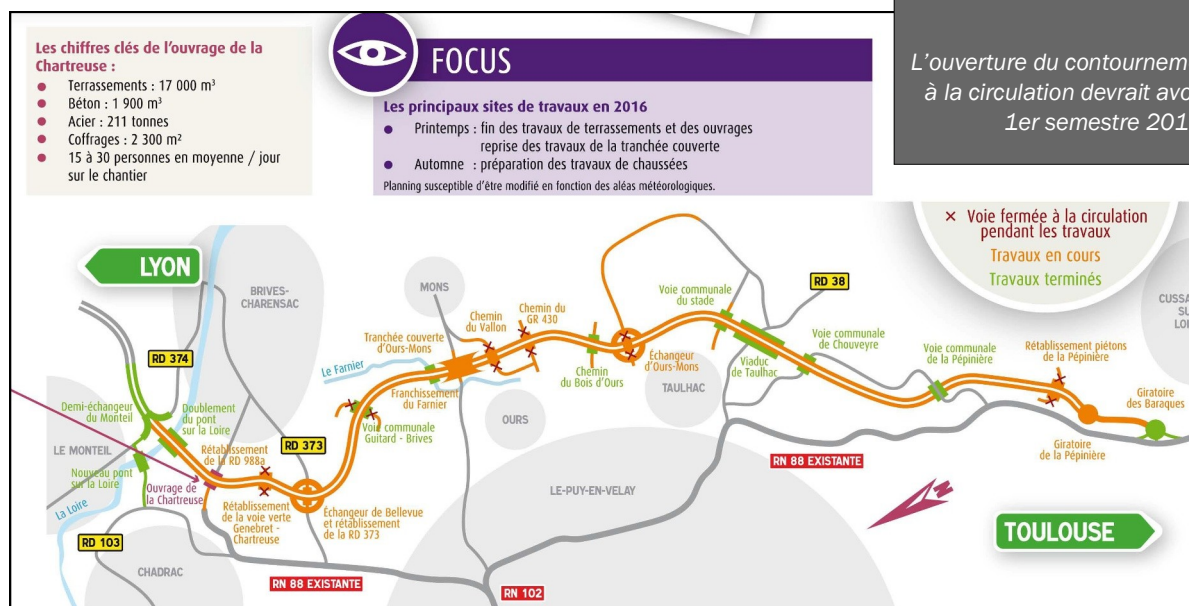 Les chiffres clés de l'ouvrage de la
Chartreuse :
Terrassements : 17 000 m³
Béton : 1 900 m³
Acier : 211 tonnes
Coffrages : 2 300 m²
15 à 30 personnes en moyenne / jour
sur le chantier
FOCUS
Les principaux sites de travaux en 2016
Printemps : fin des travaux de terrassements et des ouvrages
reprise des travaux de la tranchée couverte
Automne : préparation des travaux de chaussées
Planning susceptible d'être modifié en fonction des aléas météorologiques.
L'ouverture du
à la circulation devrait
1er semestre
× Voie fermée à la circulation
pendant les travaux
Travaux en cours
Travaux terminés
LYON
BRIVES-
CHARENSAC
MONS
Chemin
du Vallon
Chemin du
GR 430
Tranchée couverte
d'Ours-Mons
Le Farnier
Franchissement
du Farnier
Voie communale
du stade
RD 38
Chemin
du Bois d'Ours
Échangeur
d'Ours-Mons
TAULHAC
Viaduc
de Taulhac
Voie communale
de Chouveyre
Voie communale
de la Pépinière
Rétablissement piétons
de la Pépinière
Giratoire
des Baraques
Giratoire
de la Pépinière
RD 374
Demi-échangeur
du Monteil
Doublement
du pont
sur la Loire
LE MONTEIL
Nouveau pont
sur la Loire
Ouvrage de
la Chartreuse
La Loire
Rétablissement
de la RD 988a
RD 373
Voie communale
Guitard - Brives
OURS
Rétablissement
de la voie verte
Genebret -
Chartreuse
Échangeur de Bellevue
et rétablissement
de la RD 373
RD 103
CHADRAC
RN 88 EXISTANTE
LE-PUY-EN-VELAY
RN 88 EXISTANTE
RN 102
N
TOULOUSE